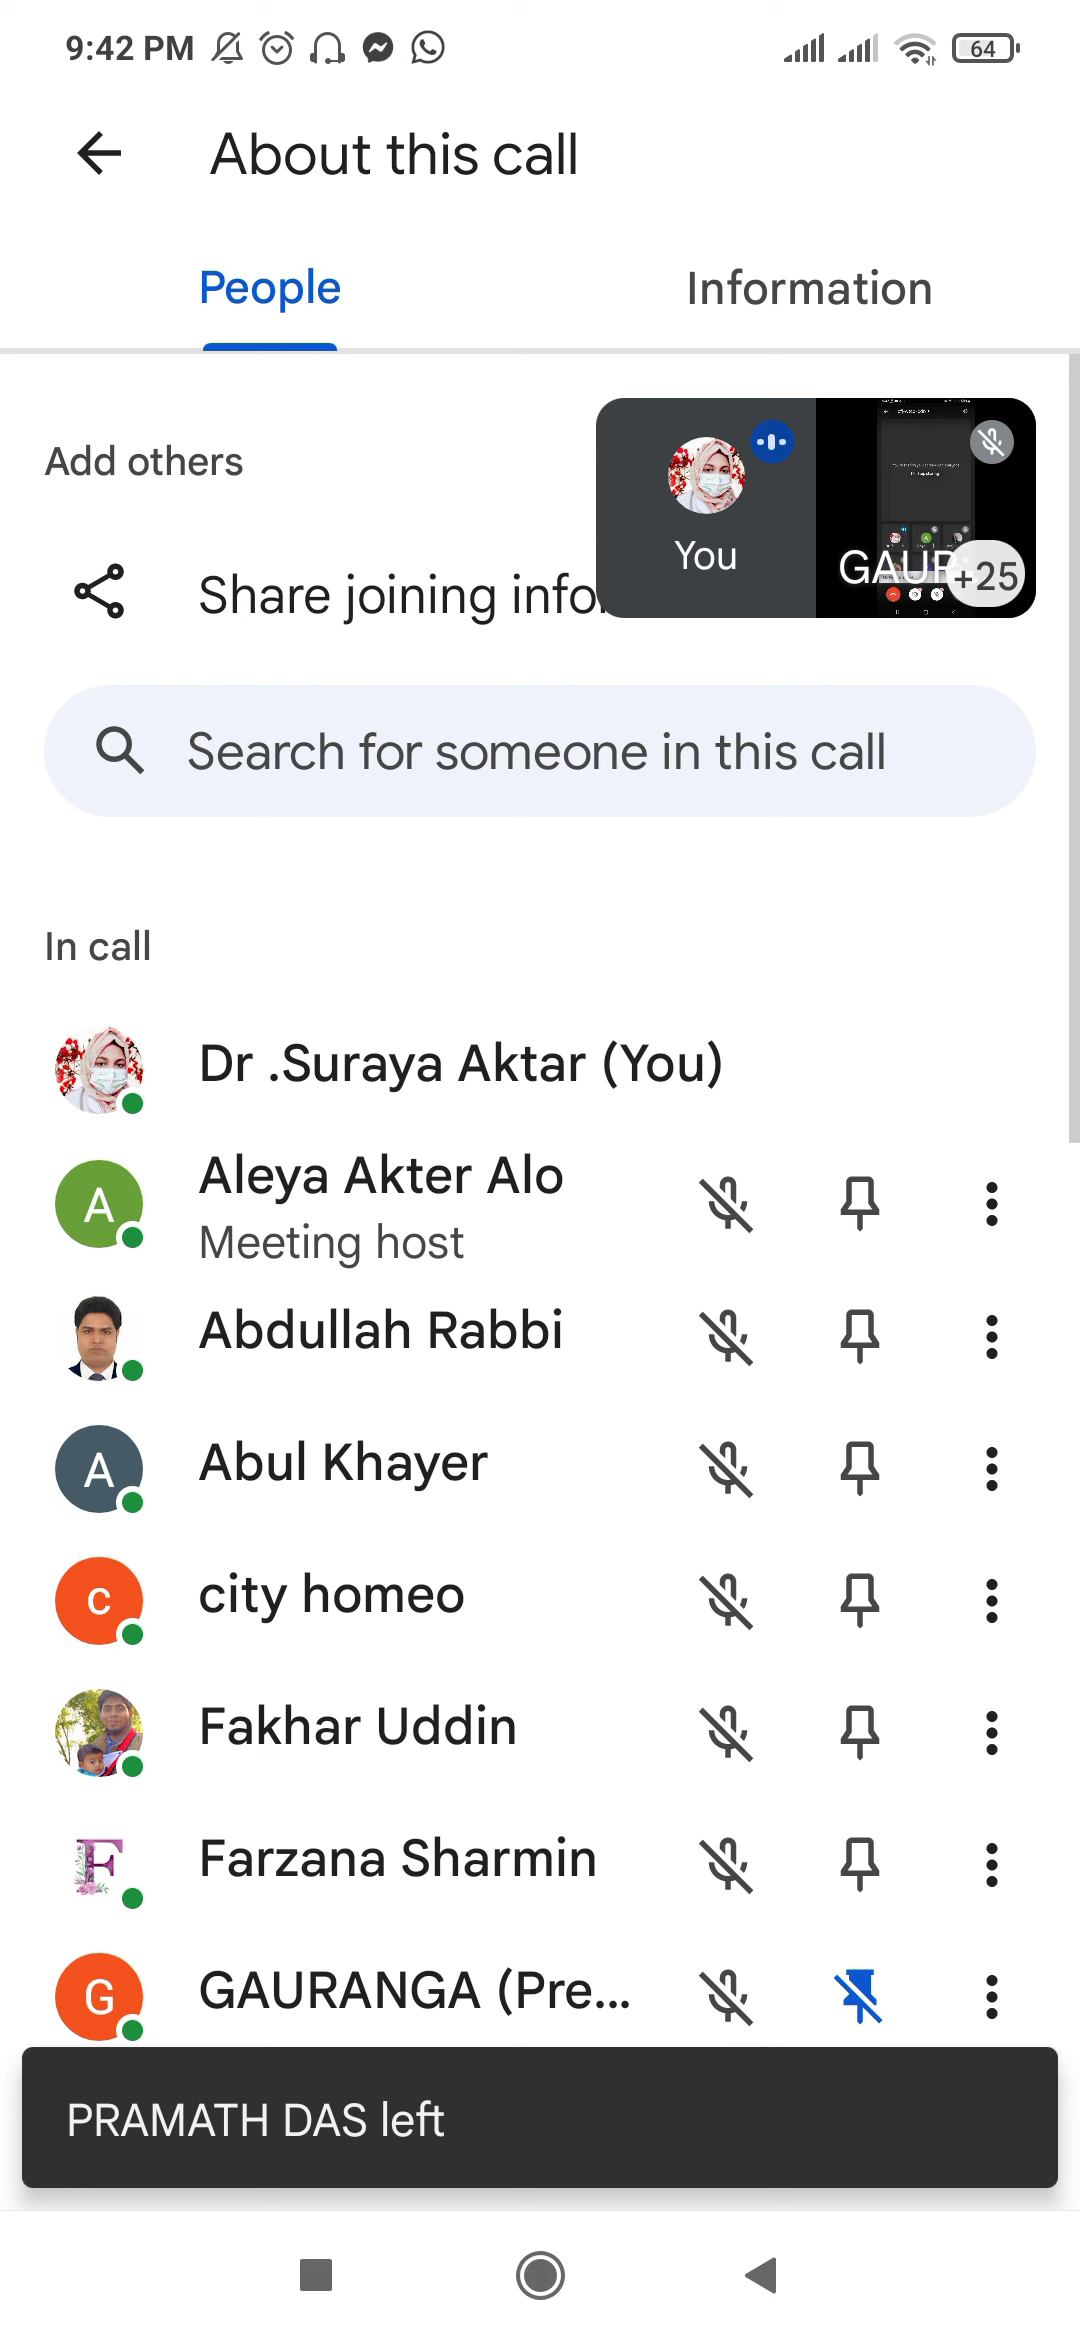 9:42 PM
64
About this call
People
Information
Add others
You
GAUR
+25
Share joining info
Search for someone in this call
In call
Dr .Suraya Aktar (You)
A
Aleya Akter Alo
Meeting host
Abdullah Rabbi
A
Abul Khayer
c
city homeo
Fakhar Uddin
F
Farzana Sharmin
G
GAURANGA (Pre...
PRAMATH DAS left